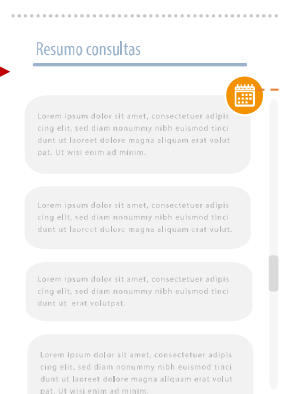 Resumo consultas
Lorem ipsum dolor sit amet, consectetuer adipis
cing elit, sed diam nonummy nibh euismod tinci
dunt ut laoreet dolore magna aliquam erat volut
pat. Ut wisi enim ad minim.
Lorem ipsum dolor sit amet, consectetuer adipis
cing elit, sed diam nonummy nibh euismod tinci
dunt ut laoreet dolore magna aliquam erat volut.
Lorem ipsum dolor sit amet, consectetuer adipis
cing elit, sed diam nonummy nibh euismod tinci
dunt ut erat volutpat.
Lorem ipsum dolor sit amet, consectetuer adipis
cing elit, sed diam nonummy nibh euismod tinci
dunt ut laoreet dolore magna aliquam erat volut
pat. Ut wisi enim ad minim.